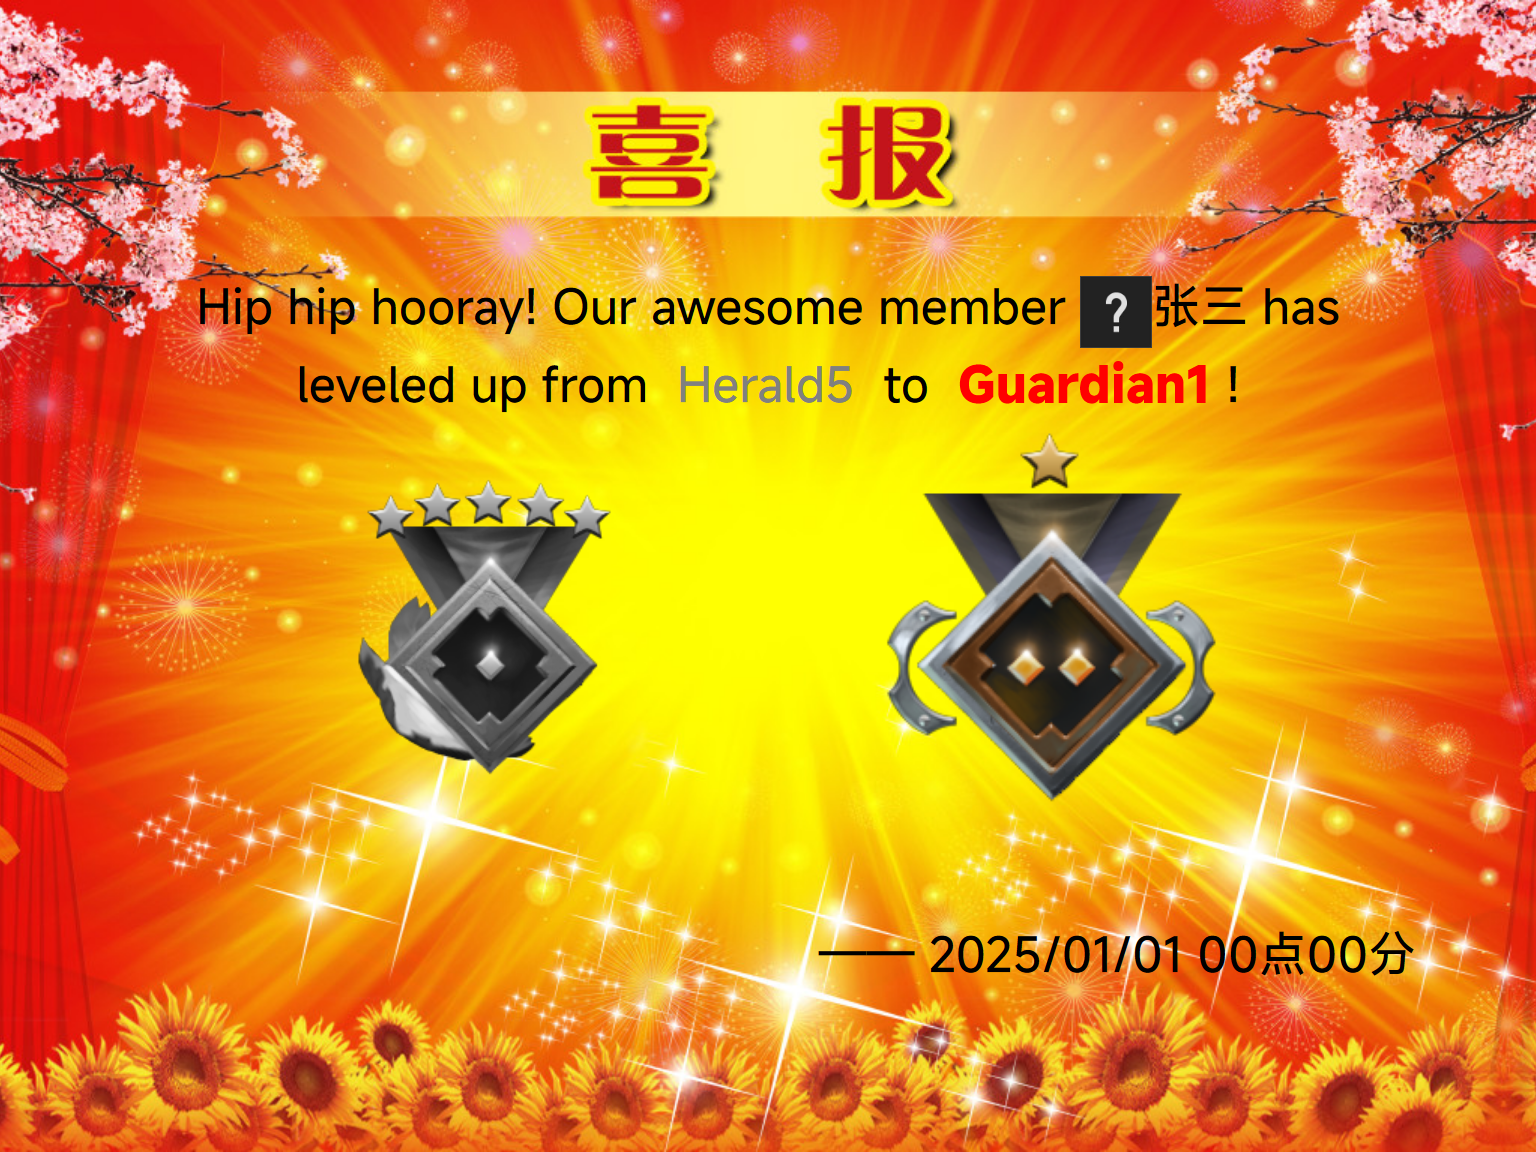 喜 报
Hip hip hooray! Our awesome member ?张三 has
leveled up from Herald5 to Guardian1 !
—— 2025/01/01 00点00分